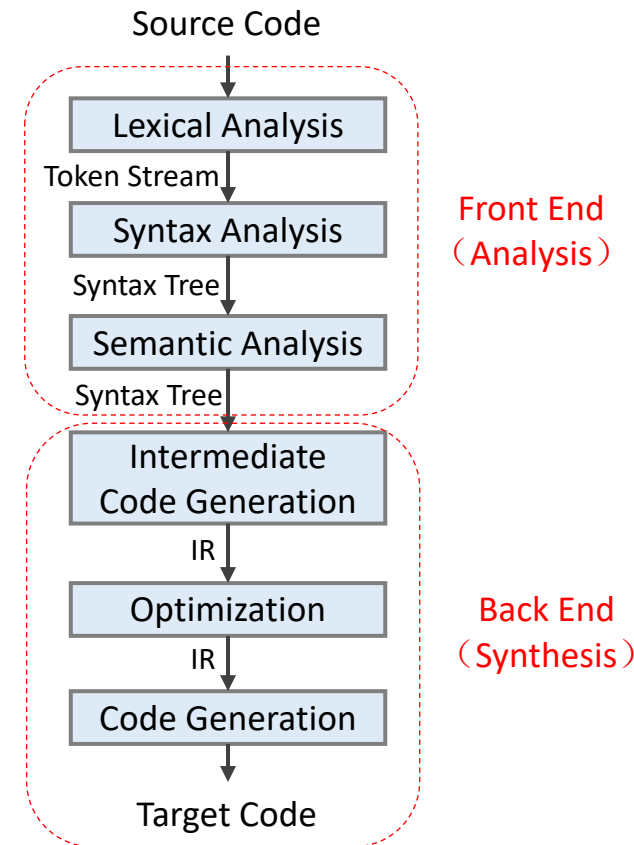 Source Code
Lexical Analysis
Token Stream
Syntax Analysis
Syntax Tree
Semantic Analysis
Syntax Tree
Front End
（Analysis）
Intermediate
Code Generation
IR
Optimization
IR
Code Generation
Target Code
Back End
（Synthesis）